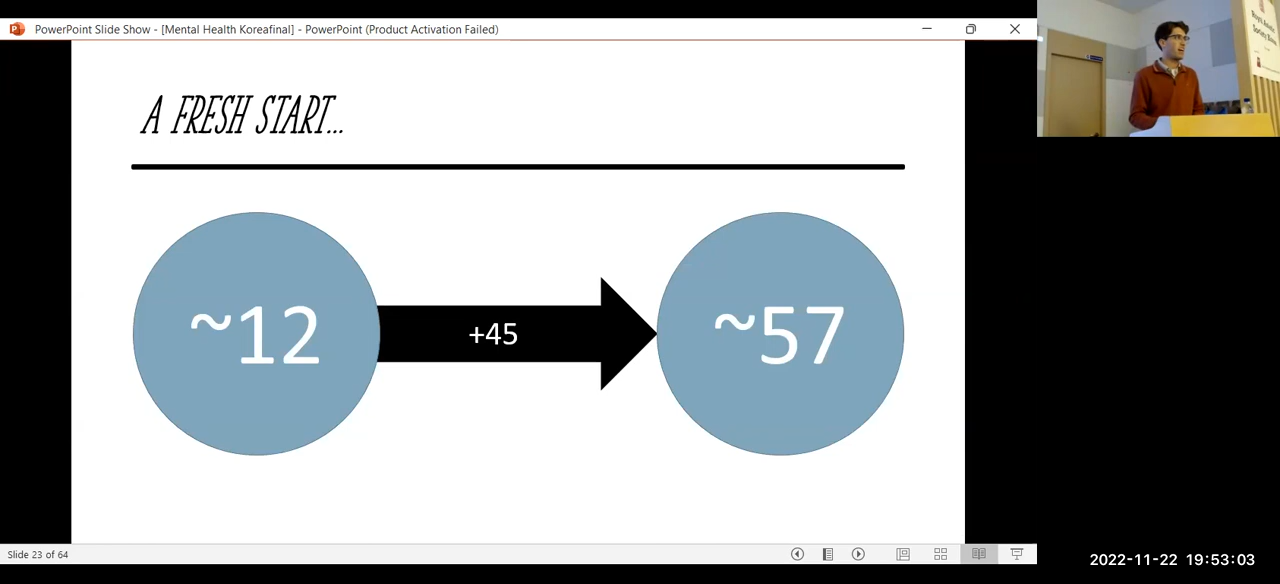 PowerPoint Slide Show - [Mental Health Koreafinal] - PowerPoint (Product Activation Failed)
A FRESH START...
~12
+45
~57
Slide 23 of 64
2022-11-22 19:53:03